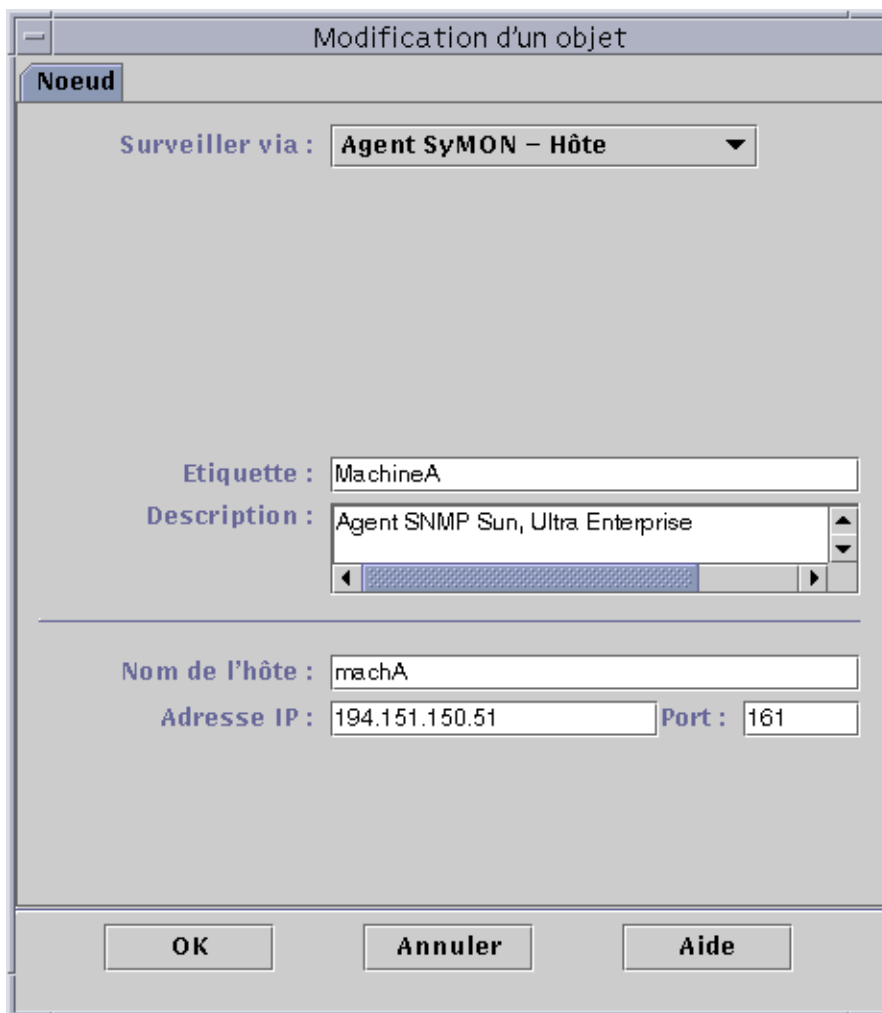 Modification d'un objet
Noeud
Surveiller via : Agent SyMON – Hôte
Etiquette : MachineA
Description : Agent SNMP Sun, Ultra Enterprise
Nom de l'hôte : machA
Adresse IP : 194.151.150.51 Port : 161
OK Annuler Aide